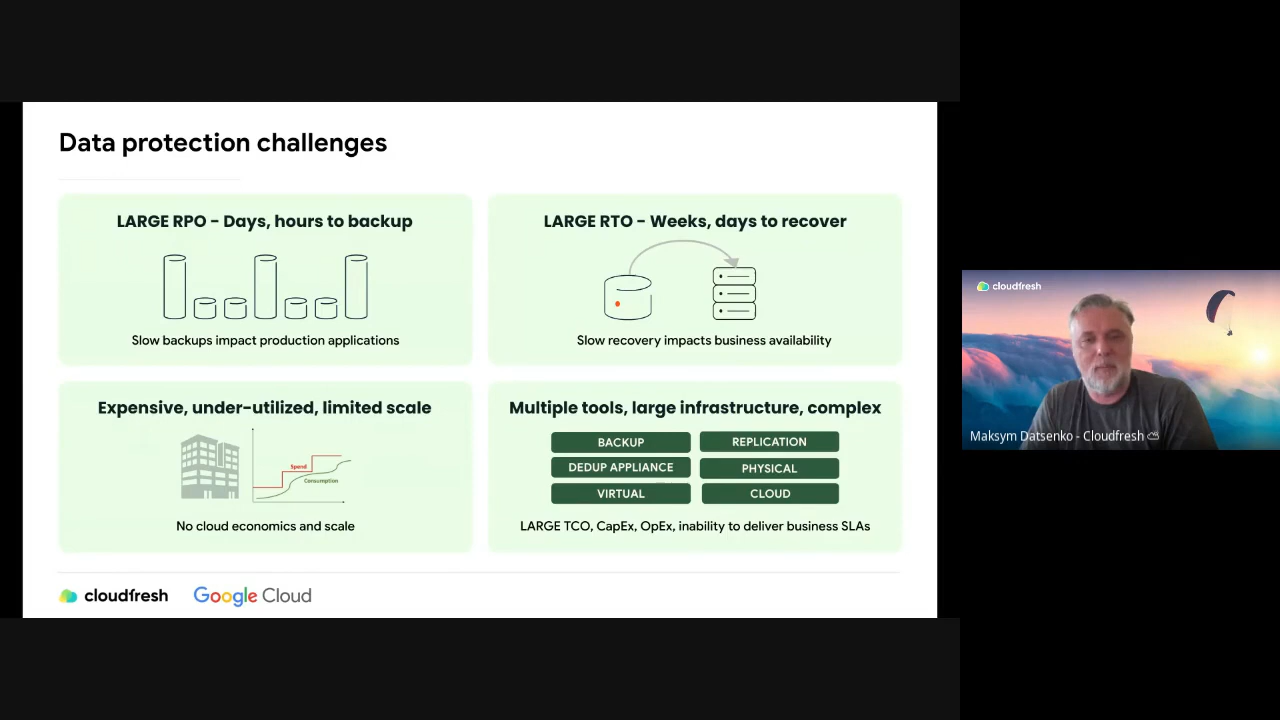 Data protection challenges
LARGE RPO - Days, hours to backup
Slow backups impact production applications
LARGE RTO - Weeks, days to recover
Slow recovery impacts business availability
Expensive, under-utilized, limited scale
Spend
Consumption
No cloud economics and scale
Multiple tools, large infrastructure, complex
BACKUP
REPLICATION
DEDUP APPLIANCE
PHYSICAL
VIRTUAL
CLOUD
LARGE TCO, CapEx, OpEx, inability to deliver business SLAs
cloudfresh
Google Cloud
cloudfresh
Maksym Datsenko - Cloudfresh